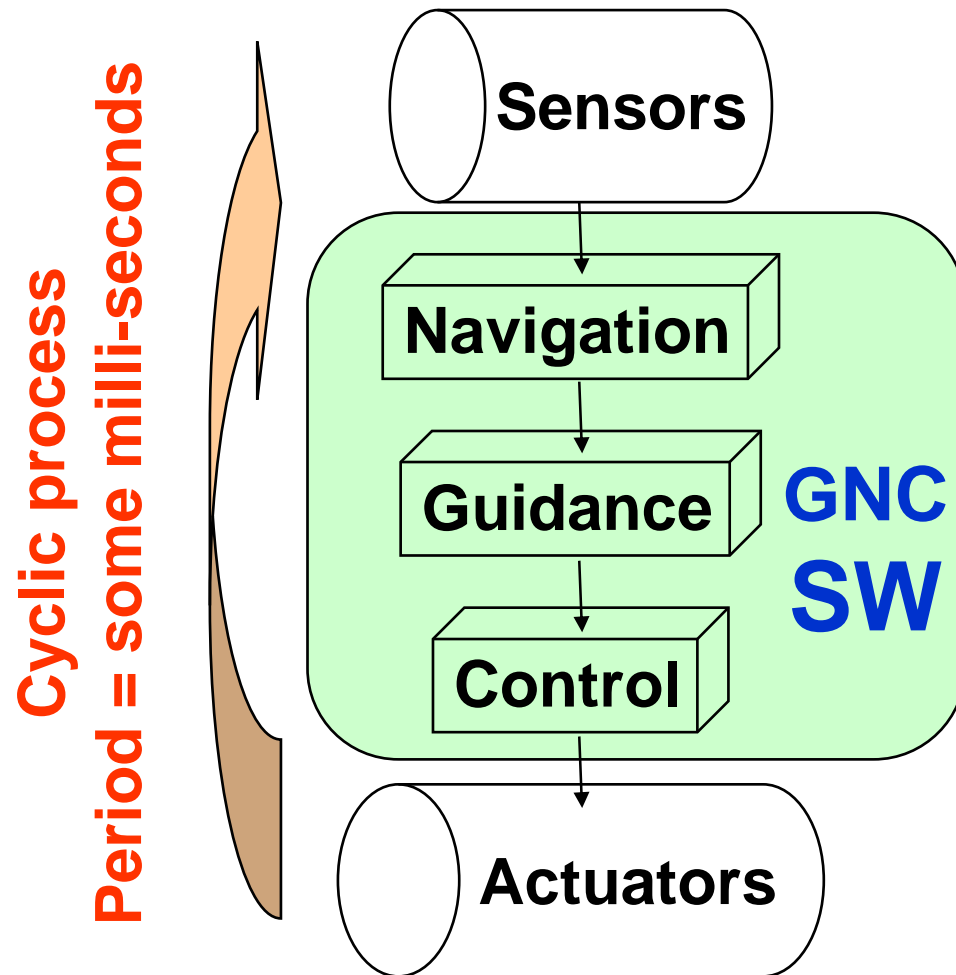 Cyclic process
Period = some milli-seconds
Sensors
Navigation
Guidance
Control
GNC
SW
Actuators